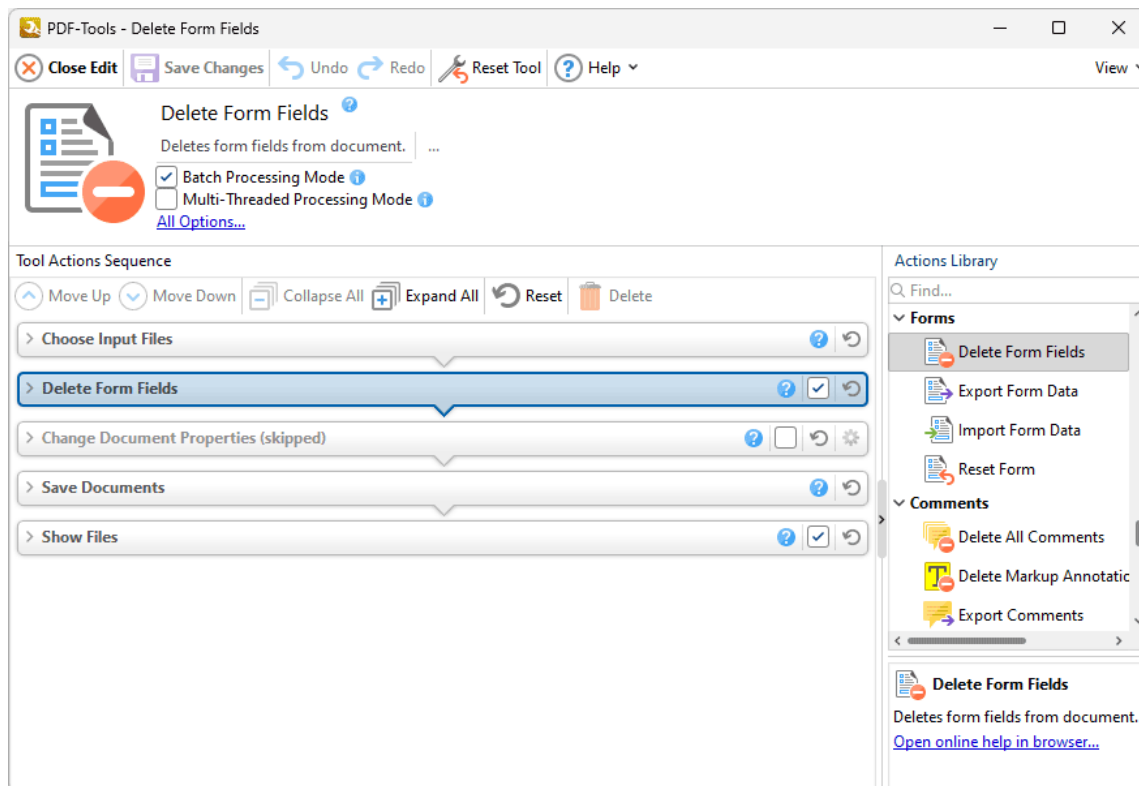 PDF-Tools - Delete Form Fields
Close Edit Save Changes Undo Redo Reset Tool ? Help View
Delete Form Fields ?
Deletes form fields from document. ...
Batch Processing Mode i
Multi-Threaded Processing Mode i
All Options...
Tool Actions Sequence
Move Up Move Down Collapse All Expand All Reset Delete
Choose Input Files ?
Delete Form Fields ?
Change Document Properties (skipped) ?
Save Documents ?
Show Files ?
Actions Library
Find...
Forms
Delete Form Fields
Export Form Data
Import Form Data
Reset Form
Comments
Delete All Comments
T Delete Markup Annotatic
Export Comments
Delete Form Fields
Deletes form fields from document.
Open online help in browser...